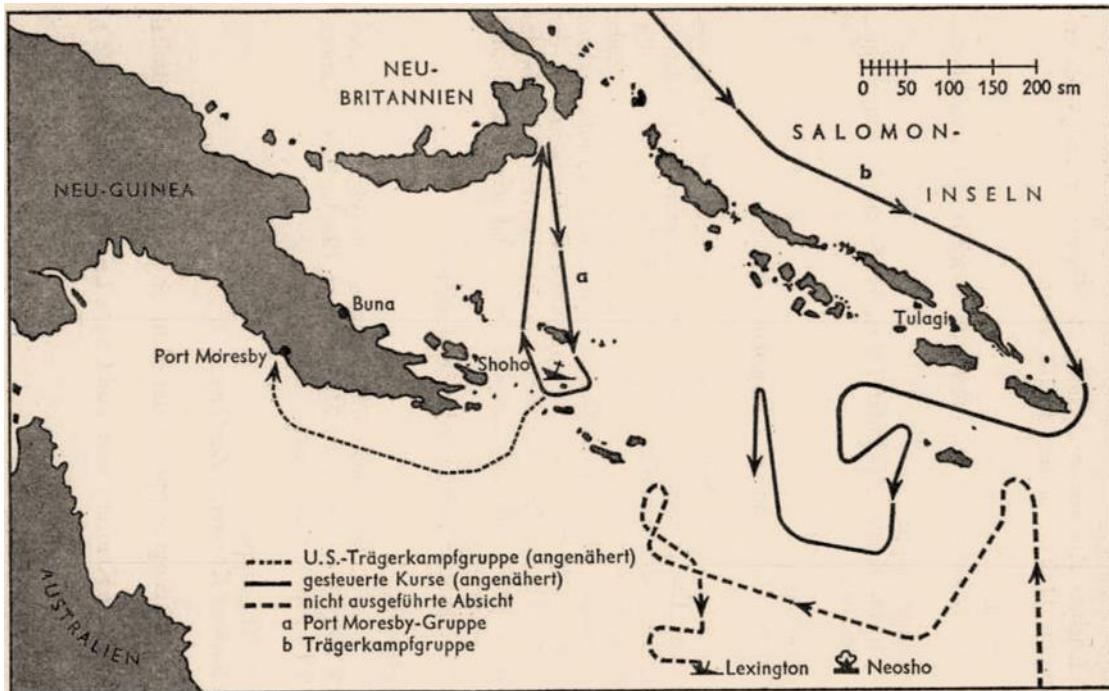 NEU-
BRITANNIEN
0 50 100 150 200 sm
SALOMON-
b
INSELN
NEU-GUINEA
a
Buna
Tulagi
Port Moresby
Shoho
U.S.-Trägerkampfgruppe (angenähert)
gesteuerte Kurse (angenähert)
nicht ausgeführte Absicht
a Port Moresby-Gruppe
b Trägerkampfgruppe
AUSTRALIEN
Lexington
Neosho